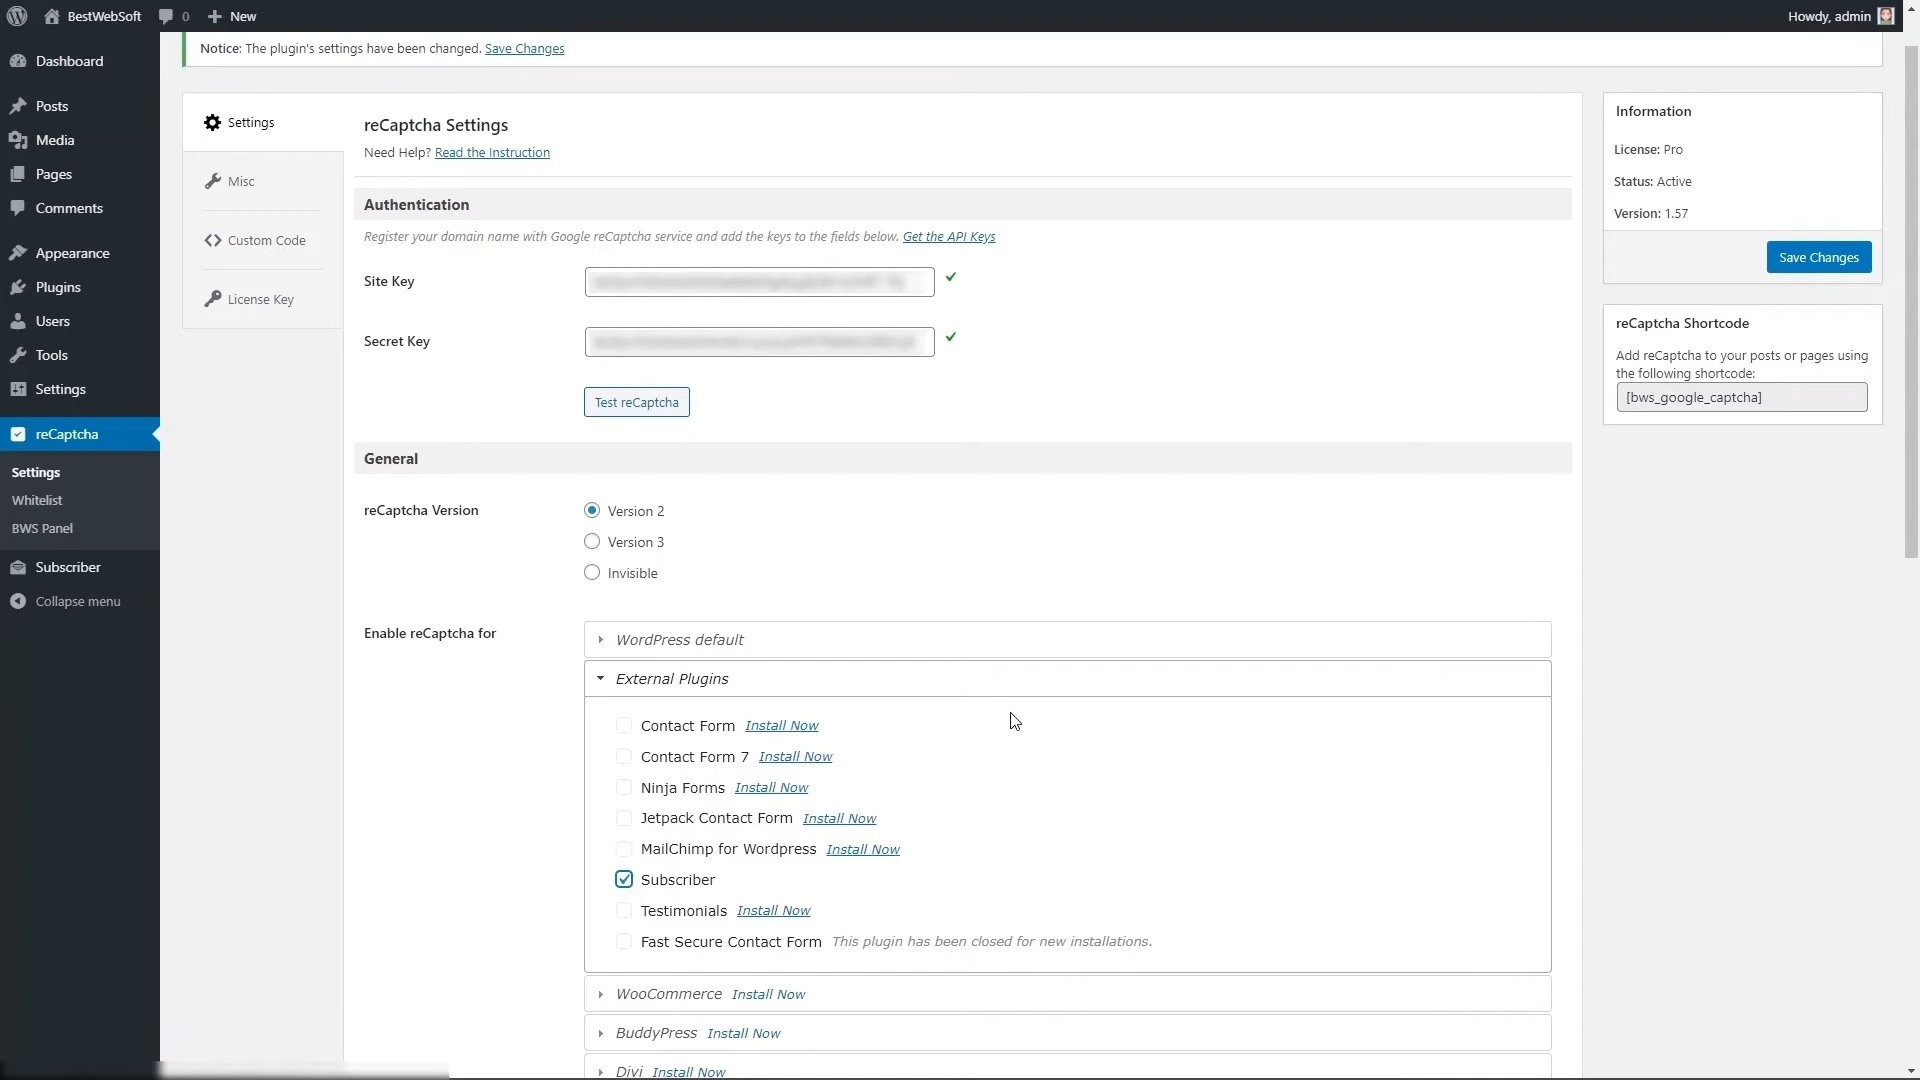 BestWebSoft
0
New
Howdy, admin
Notice: The plugin's settings have been changed. Save Changes
Dashboard
Posts
Media
Pages
Comments
Appearance
Plugins
Users
Tools
Settings
reCaptcha
Settings
Whitelist
BWS Panel
Subscriber
Collapse menu
Settings
Misc
Custom Code
License Key
reCaptcha Settings
Need Help? Read the Instruction
Authentication
Register your domain name with Google reCaptcha service and add the keys to the fields below. Get the API Keys
Site Key
Secret Key
Test reCaptcha
General
reCaptcha Version
Version 2
Version 3
Invisible
Enable reCaptcha for
WordPress default
External Plugins
Contact Form Install Now
Contact Form 7 Install Now
Ninja Forms Install Now
Jetpack Contact Form Install Now
MailChimp for Wordpress Install Now
Subscriber
Testimonials Install Now
Fast Secure Contact Form This plugin has been closed for new installations.
WooCommerce Install Now
BuddyPress Install Now
Divi Install Now
Information
License: Pro
Status: Active
Version: 1.57
Save Changes
reCaptcha Shortcode
Add reCaptcha to your posts or pages using
the following shortcode:
[bws_google_captcha]